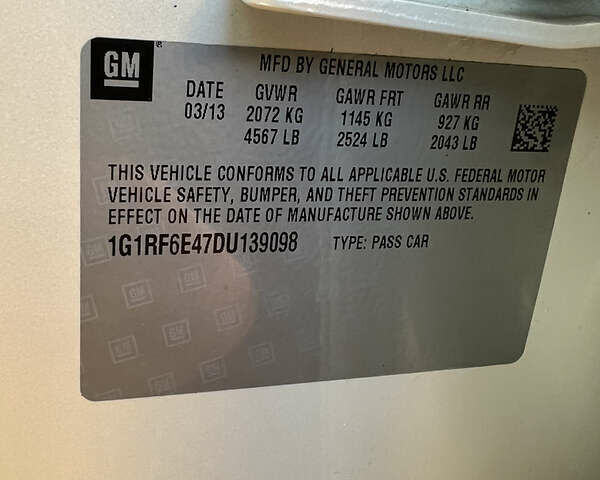 GM
MFD BY GENERAL MOTORS LLC
DATE GVWR GAWR FRT GAWR RR
03/13 2072 KG 1145 KG 927 KG
4567 LB 2524 LB 2043 LB
THIS VEHICLE CONFORMS TO ALL APPLICABLE U.S. FEDERAL MOTOR
VEHICLE SAFETY, BUMPER, AND THEFT PREVENTION STANDARDS IN
EFFECT ON THE DATE OF MANUFACTURE SHOWN ABOVE.
1G1RF6E47DU139098 TYPE: PASS CAR